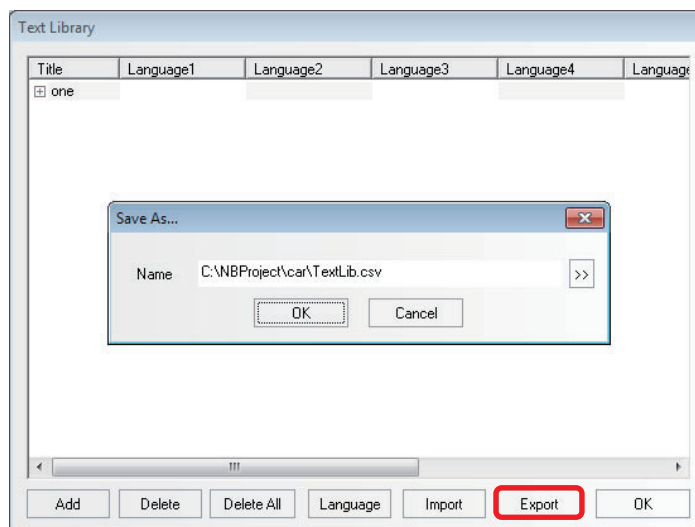 Text Library
Title Language1 Language2 Language3 Language4 Language
one
Save As...
Name C:\NBProject\car\TextLib.csv >>
OK Cancel
Add Delete Delete All Language Import Export OK